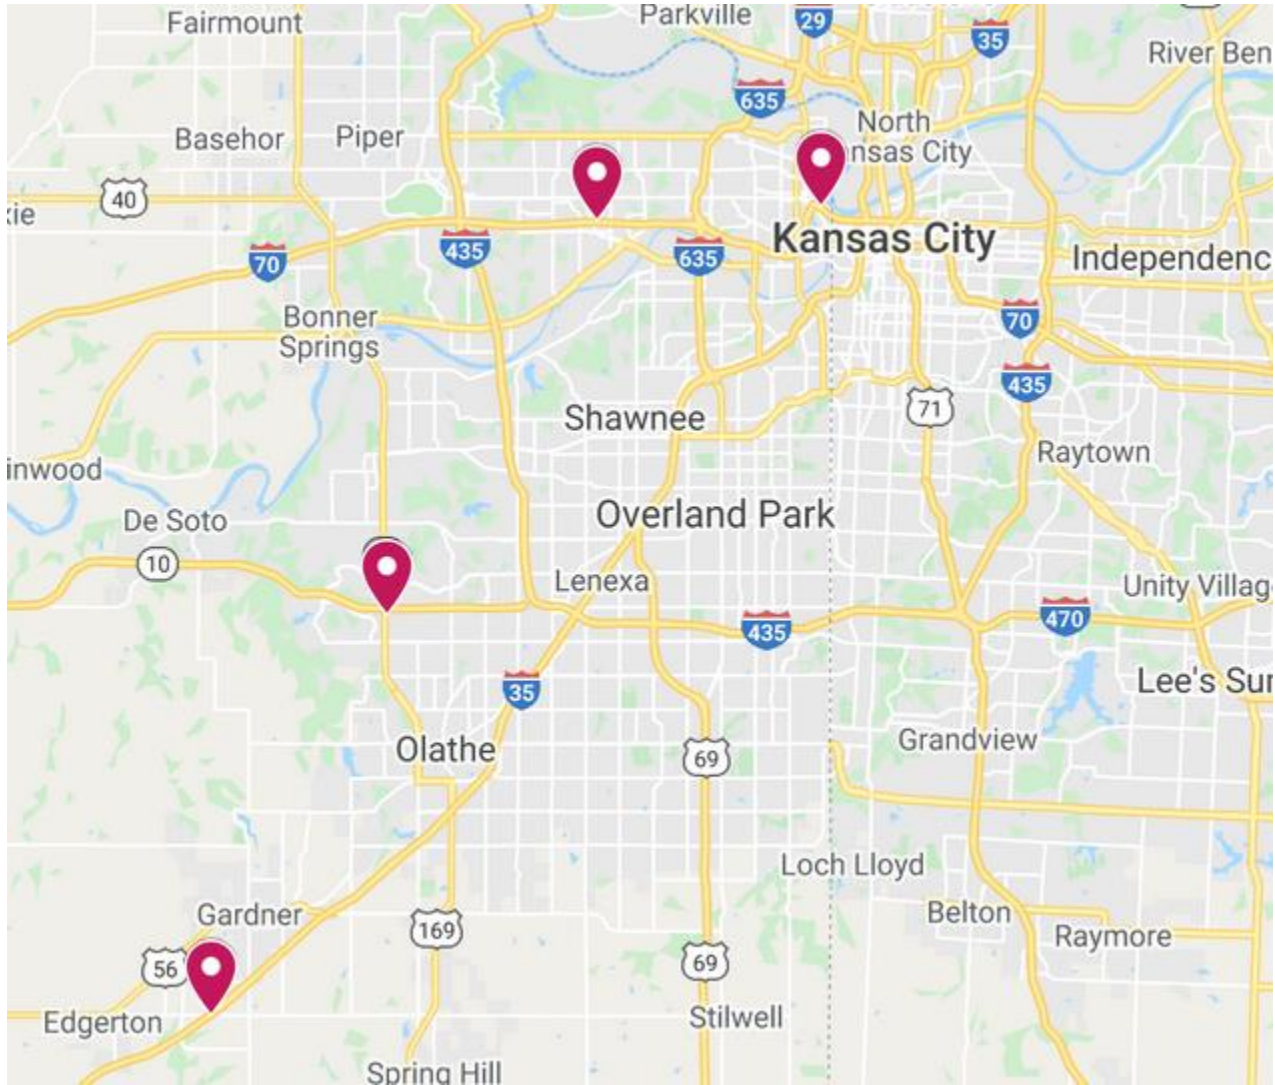 Fairmount
Parkville
29
35
River Ben
635
Basehor
Piper
North
nsas City
40
kie
70
435
635
Kansas City
Independenc
Bonner
Springs
70
435
71
Shawnee
Raytown
inwood
De Soto
Overland Park
10
Lenexa
Unity Villag
435
470
35
Lee's Sur
Olathe
69
Grandview
Loch Lloyd
Gardner
169
Belton
Raymore
56
69
Edgerton
Stilwell
Spring Hill